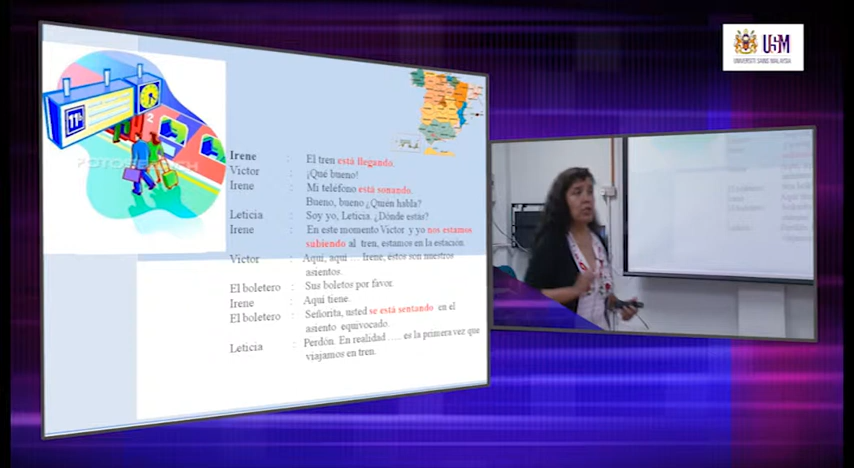 USM
UNIVERSITI SAINS MALAYSIA
11
2
FOTOSEARCH
Irene : El tren está llegando.
Victor : ¡Qué bueno!
Irene : Mi teléfono está sonando.
Bueno, bueno ¿Quién habla?
Leticia : Soy yo, Leticia. ¿Dónde estás?
Irene : En este momento Victor y yo nos estamos
subiendo al tren, estamos en la estación.
Victor : Aquí, aquí .... Irene, éstos son nuestros
asientos.
El boletero : Sus boletos por favor.
Irene : Aquí tiene.
El boletero : Señorita, usted se está sentando en el
asiento equivocado.
Leticia : Perdón. En realidad ..... es la primera vez que
viajamos en tren.